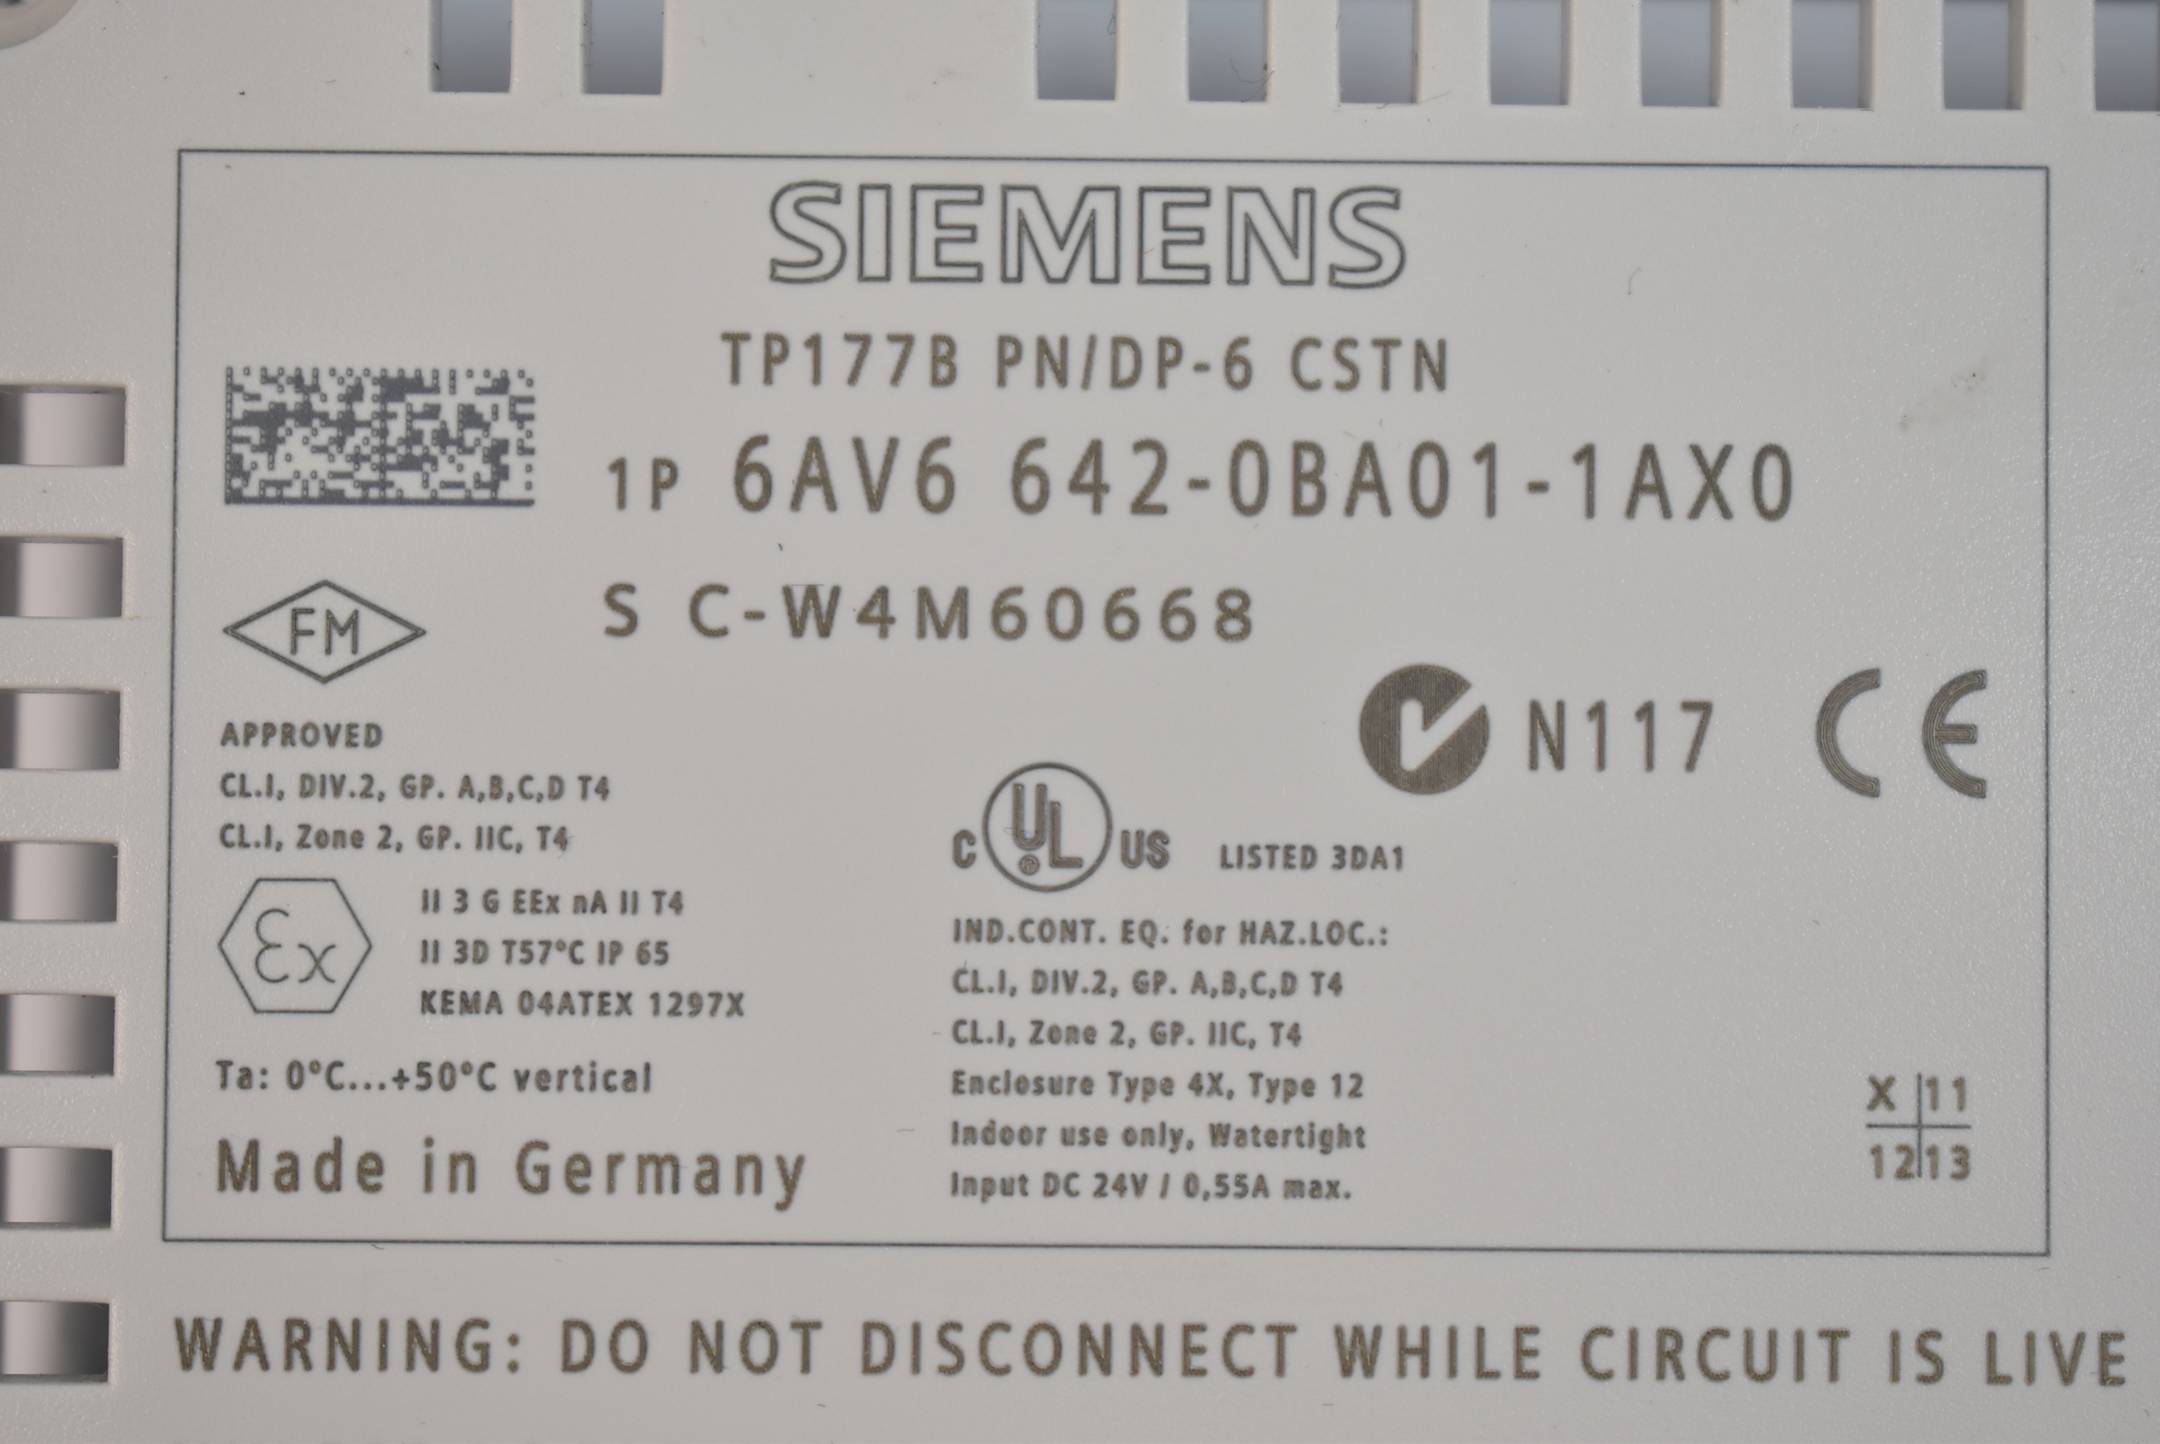 SIEMENS
TP177B PN/DP-6 CSTN
1P 6AV6 642-0BA01-1AX0
S C-W4M60668
FM
APPROVED
CL.I, DIV.2, GP. A,B,C,D T4
CL.I, Zone 2, GP. IIC, T4
N117 CE
C UL US LISTED 3DA1
Ex
II 3 G EEx nA II T4
II 3D T57°C IP 65
KEMA 04ATEX 1297X
Ta: 0°C...+50°C vertical
Made in Germany
IND.CONT. EQ. for HAZ.LOC.:
CL.I, DIV.2, GP. A,B,C,D T4
CL.I, Zone 2, GP. IIC, T4
Enclosure Type 4X, Type 12
Indoor use only, Watertight
Input DC 24V / 0,55A max.
X 11
12 13
WARNING: DO NOT DISCONNECT WHILE CIRCUIT IS LIVE